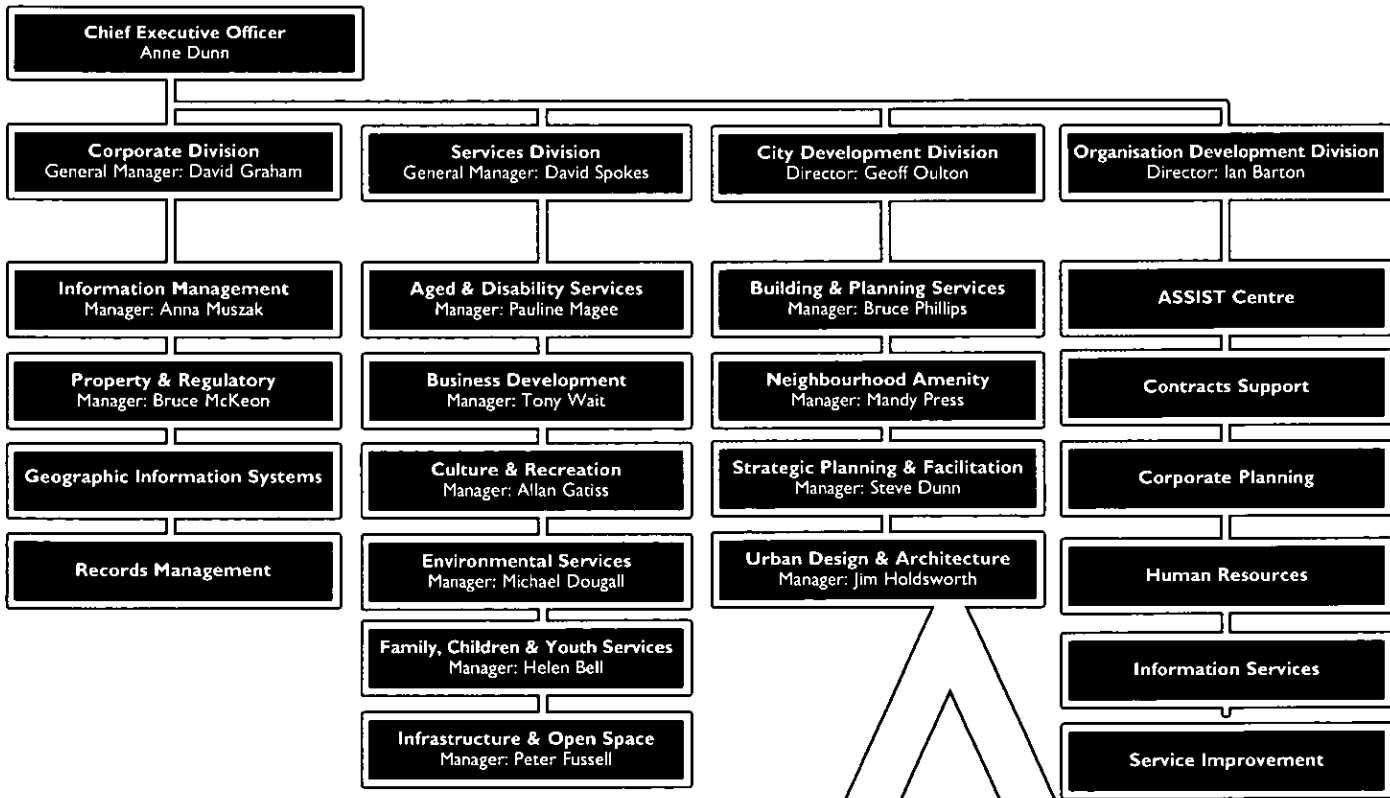 Chief Executive Officer
Anne Dunn
Corporate Division
General Manager: David Graham
Information Management
Manager: Anna Muszak
Property & Regulatory
Manager: Bruce McKeon
Geographic Information Systems
Records Management
Services Division
General Manager: David Spokes
Aged & Disability Services
Manager: Pauline Magee
Business Development
Manager: Tony Wait
Culture & Recreation
Manager: Allan Gatiss
Environmental Services
Manager: Michael Dougall
Family, Children & Youth Services
Manager: Helen Bell
Infrastructure & Open Space
Manager: Peter Fussell
City Development Division
Director: Geoff Oulton
Building & Planning Services
Manager: Bruce Phillips
Neighbourhood Amenity
Manager: Mandy Press
Strategic Planning & Facilitation
Manager: Steve Dunn
Urban Design & Architecture
Manager: Jim Holdsworth
Organisation Development Division
Director: Ian Barton
ASSIST Centre
Contracts Support
Corporate Planning
Human Resources
Information Services
Service Improvement